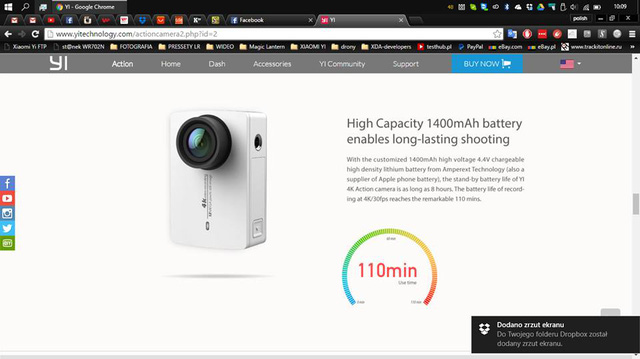 YI - Google Chrome
10:09
Facebook
YI
polish
www.yitechnology.com/actioncamera2.php?id=2
Xiaomi Yi FTP
st@nek WR702N
FOTOGRAFIA
PRESSETY LR
WIDEO
Magic Lantern
XIAOMI YI
drony
XDA-developers
testhub.pl
PayPal
eBay.com
eBay.pl
www.trackitonline.ru
YI
Action
Home
Dash
Accessories
YI Community
Support
BUY NOW
High Capacity 1400mAh battery
enables long-lasting shooting
With the customized 1400mAh high voltage 4.4V chargeable
high density lithium battery from Amperest Technology (also a
supplier of Apple phone battery), the stand-by battery life of YI
4K Action camera is as long as 8 hours. The battery life of record-
ing at 4K/30fps reaches the remarkable 110 mins.
4k
110min
Use time
Dodano zrzut ekranu
Do Twojego folderu Dropbox został
dodany zrzut ekranu.